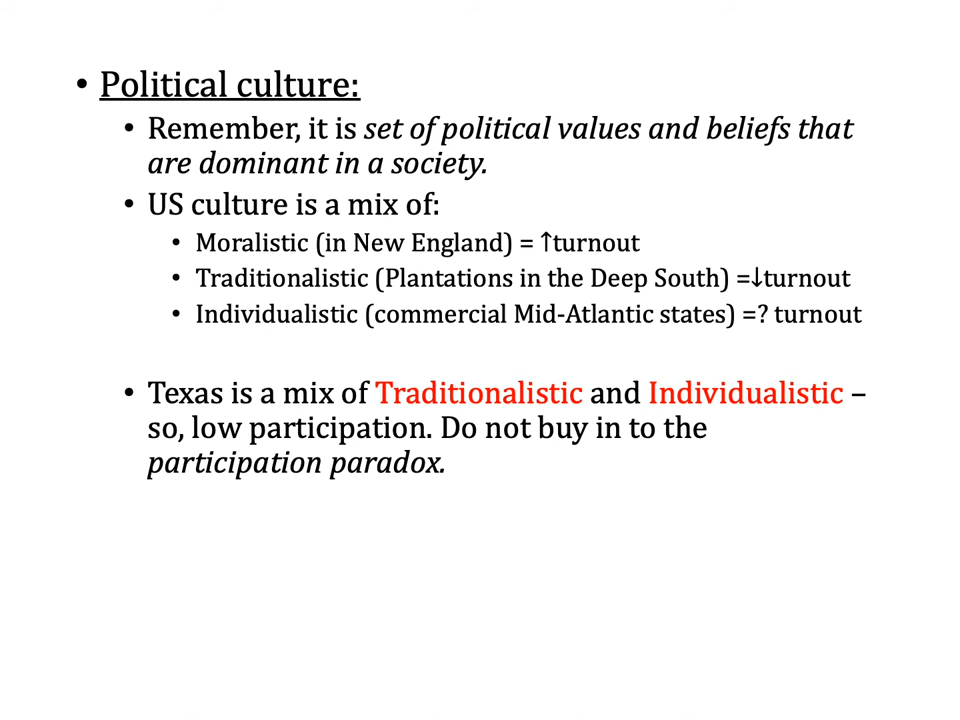 • Political culture:
• Remember, it is set of political values and beliefs that
are dominant in a society.
• US culture is a mix of:
• Moralistic (in New England) = ↑turnout
• Traditionalistic (Plantations in the Deep South) =↓turnout
• Individualistic (commercial Mid-Atlantic states) =? turnout
• Texas is a mix of Traditionalistic and Individualistic –
so, low participation. Do not buy in to the
participation paradox.